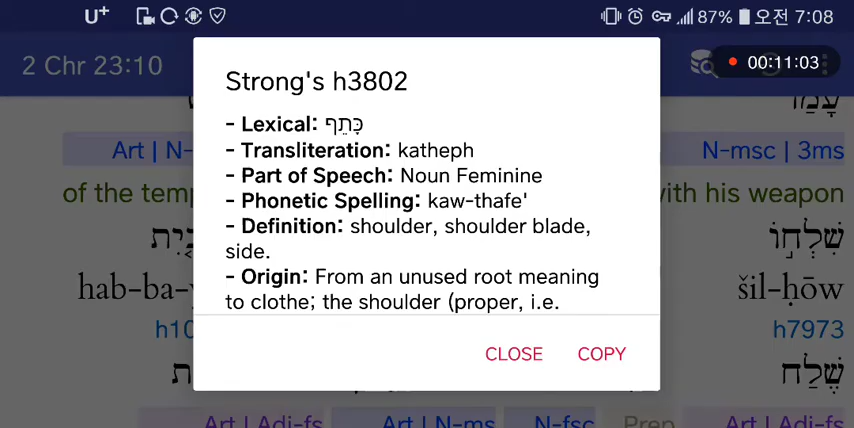 U+ 87% 오전 7:08
2 Chr 23:10 00:11:03
עִמּוֹ
Strong's h3802
- Lexical: כָּתֵף
Art | N- N-msc | 3ms
- Transliteration: katheph
- Part of Speech: Noun Feminine
of the tem with his weapon
- Phonetic Spelling: kaw-thafe'
- Definition: shoulder, shoulder blade,
side.
שִׁלְח֣וֹ
- Origin: From an unused root meaning
to clothe; the shoulder (proper, i.e.
hab-ba-y šil-ḥōw
h10 h7973
CLOSE COPY
שֶׁלַח
Art | Adj-fs Art | N-ms N-fsc Prep Art | Adj-fs